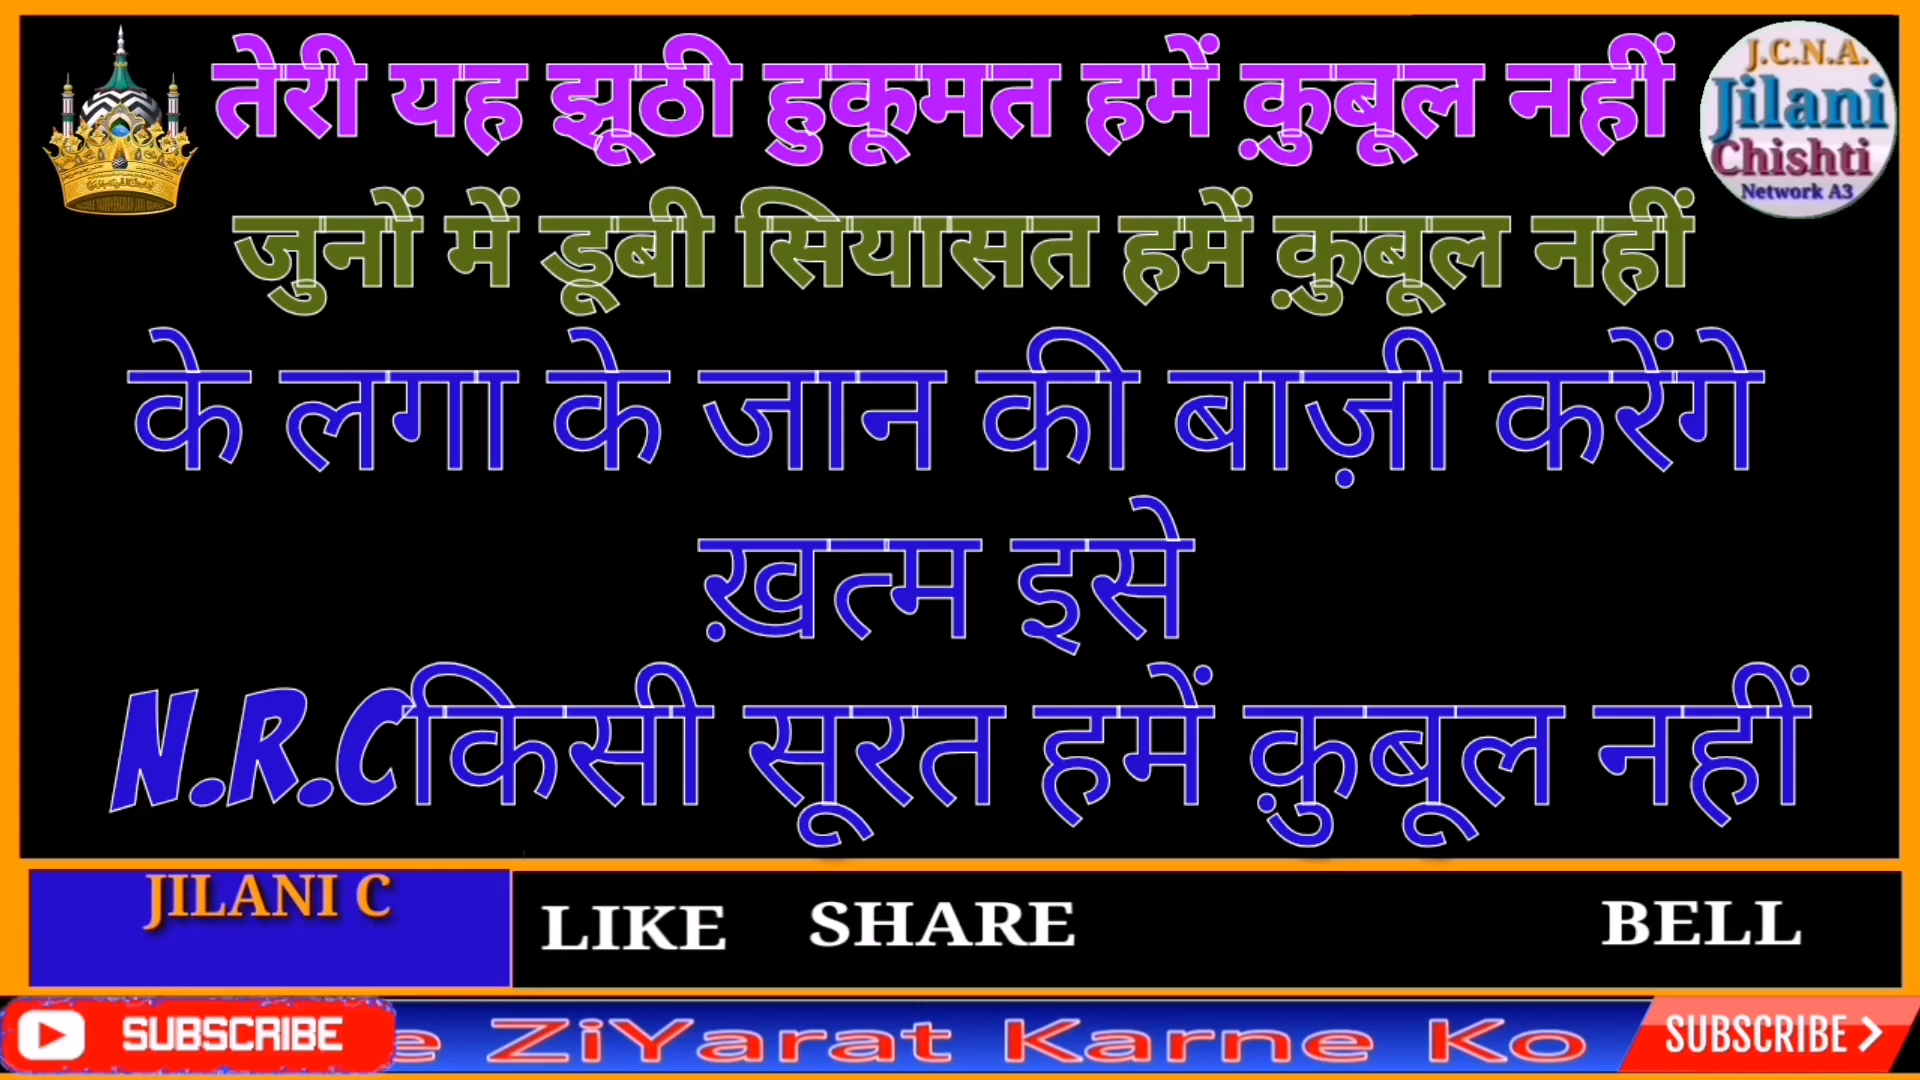 तेरी यह झूठी हुकूमत हमें क़ुबूल नहीं
J.C.N.A.
Jilani
Chishti
Network A3
जुनों में डूबी सियासत हमें क़ुबूल नहीं
के लगा के जान की बाज़ी करेंगे
ख़त्म इसे
N.R.Cकिसी सूरत हमें क़ुबूल नहीं
JILANI C
LIKE SHARE BELL
SUBSCRIBE
e ZiYarat Karne Ko
SUBSCRIBE